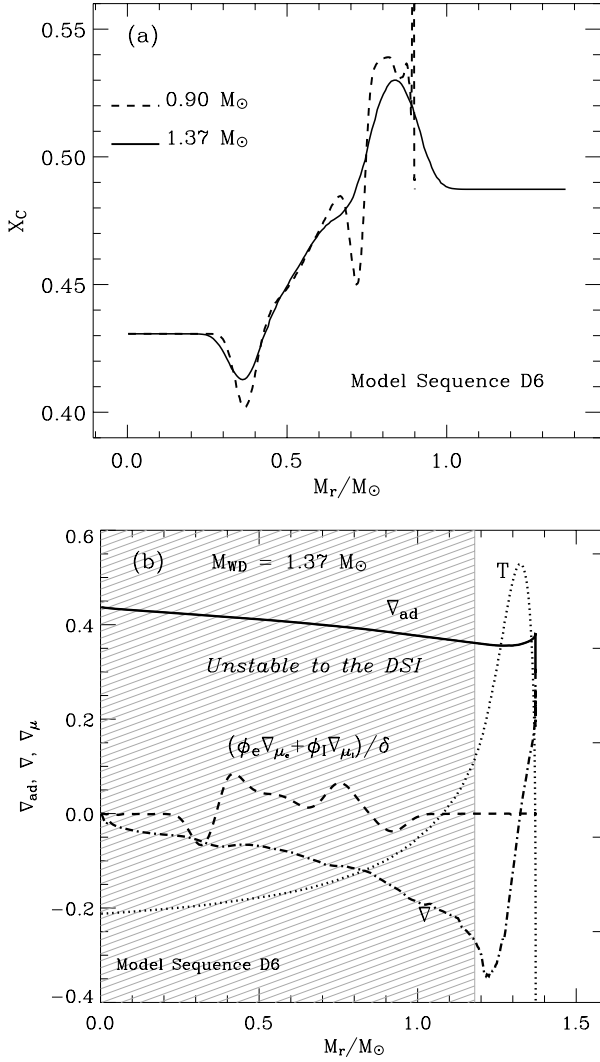 (a)
0.55
0.50
0.45
0.40
X_C
0.90 M☉
1.37 M☉
Model Sequence D6
0.0 0.5 1.0
M_r/M☉
(b)
M_WD = 1.37 M☉
T
∇_ad
Unstable to the DSI
(ϕ_e∇_μe+ϕ_I∇_μI)/δ
∇
Model Sequence D6
0.6
0.4
0.2
0.0
−0.2
−0.4
∇_ad, ∇, ∇_μ
0.0 0.5 1.0 1.5
M_r/M☉